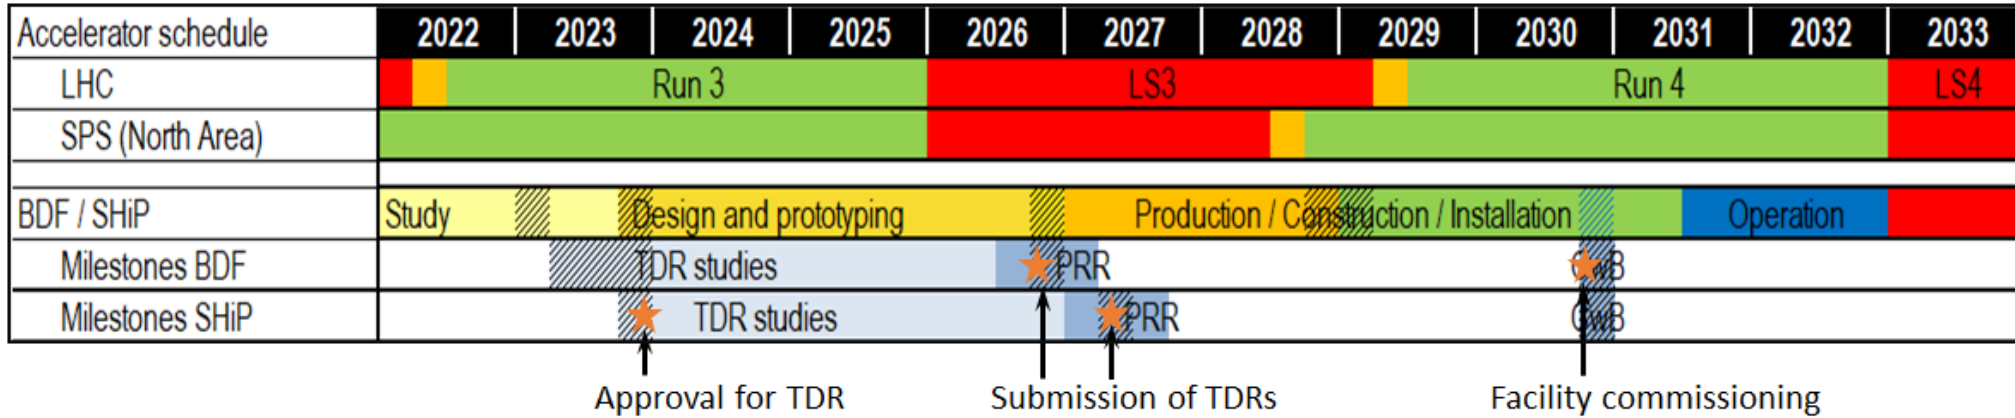 Accelerator schedule 2022 2023 2024 2025 2026 2027 2028 2029 2030 2031 2032 2033
LHC Run 3 LS3 Run 4 LS4
SPS (North Area)
BDF / SHiP Study Design and prototyping Production / Construction / Installation Operation
Milestones BDF TDR studies PRR CwB
Milestones SHiP TDR studies PRR CwB
Approval for TDR Submission of TDRs Facility commissioning